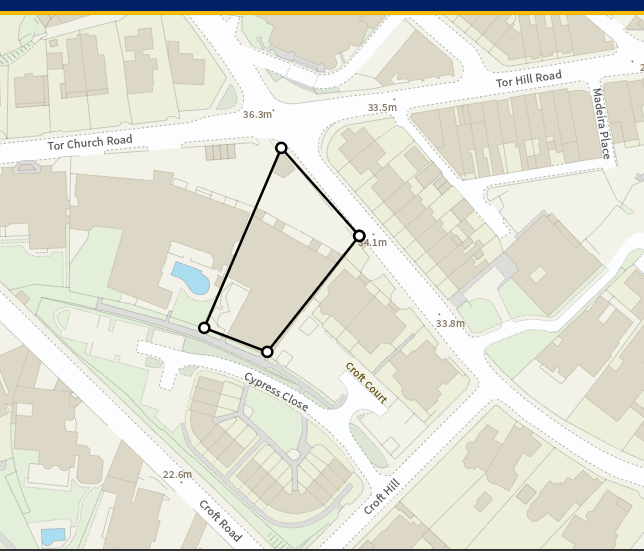 Tor Hill Road
33.5m
36.3m
Madeira Place
Tor Church Road
34.1m
33.8m
Croft Court
Cypress Close
22.6m
Croft Hill
Croft Road